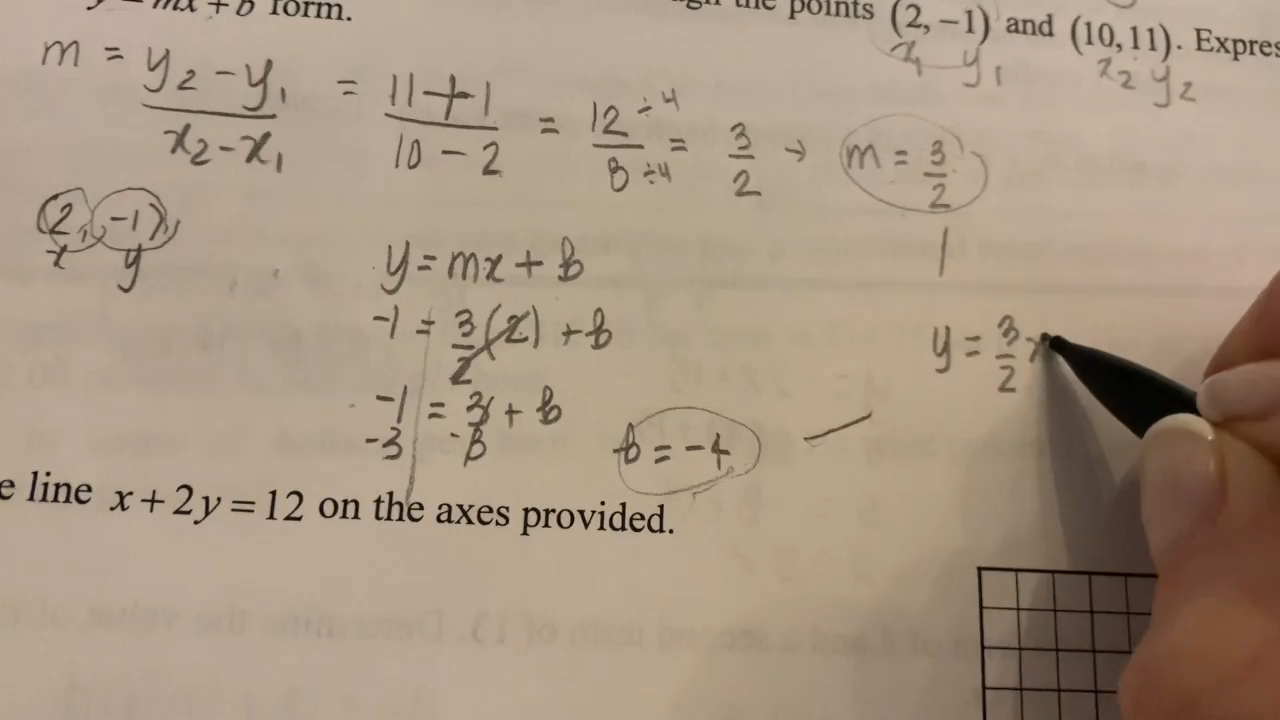 y = mx + b form.
the points (2, −1) and (10, 11). Expres
x₁ y₁ x₂ y₂
m = (y₂ − y₁)/(x₂ − x₁) = (11 + 1)/(10 − 2) = (12 ÷4)/(8 ÷4) = 3/2 → m = 3/2
(2, −1)
x y
y = mx + b
−1 = 3/2 (2) + b
y = 3/2 x
−1 = 3 + b
−3 −3
b = −4
line x + 2y = 12 on the axes provided.